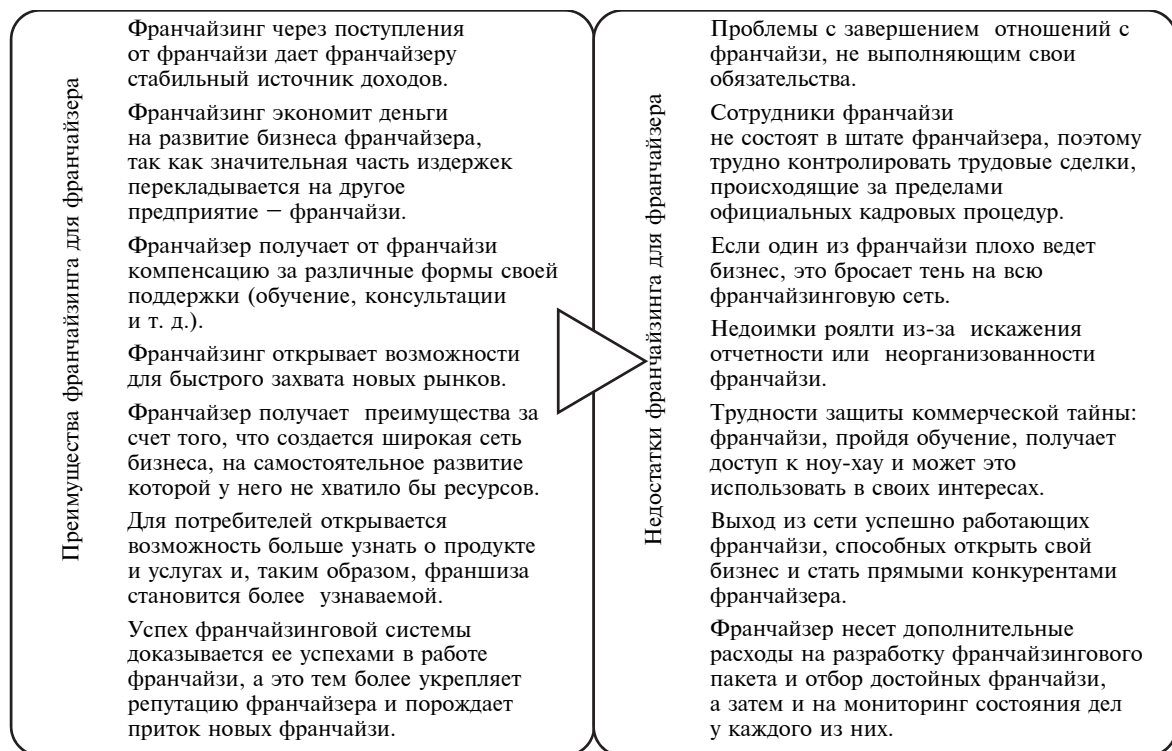 Преимущества франчайзинга для франчайзера
Франчайзинг через поступления
от франчайзи дает франчайзеру
стабильный источник доходов.
Франчайзинг экономит деньги
на развитие бизнеса франчайзера,
так как значительная часть издержек
перекладывается на другое
предприятие – франчайзи.
Франчайзер получает от франчайзи
компенсацию за различные формы своей
поддержки (обучение, консультации
и т. д.).
Франчайзинг открывает возможности
для быстрого захвата новых рынков.
Франчайзер получает преимущества за
счет того, что создается широкая сеть
бизнеса, на самостоятельное развитие
которой у него не хватило бы ресурсов.
Для потребителей открывается
возможность больше узнать о продукте
и услугах и, таким образом, франшиза
становится более узнаваемой.
Успех франчайзинговой системы
доказывается ее успехами в работе
франчайзи, а это тем более укрепляет
репутацию франчайзера и порождает
приток новых франчайзи.
Недостатки франчайзинга для франчайзера
Проблемы с завершением отношений с
франчайзи, не выполняющим свои
обязательства.
Сотрудники франчайзи
не состоят в штате франчайзера, поэтому
трудно контролировать трудовые сделки,
происходящие за пределами
официальных кадровых процедур.
Если один из франчайзи плохо ведет
бизнес, это бросает тень на всю
франчайзинговую сеть.
Недоимки роялти из-за искажения
отчетности или неорганизованности
франчайзи.
Трудности защиты коммерческой тайны:
франчайзи, пройдя обучение, получает
доступ к ноу-хау и может это
использовать в своих интересах.
Выход из сети успешно работающих
франчайзи, способных открыть свой
бизнес и стать прямыми конкурентами
франчайзера.
Франчайзер несет дополнительные
расходы на разработку франчайзингового
пакета и отбор достойных франчайзи,
а затем и на мониторинг состояния дел
у каждого из них.